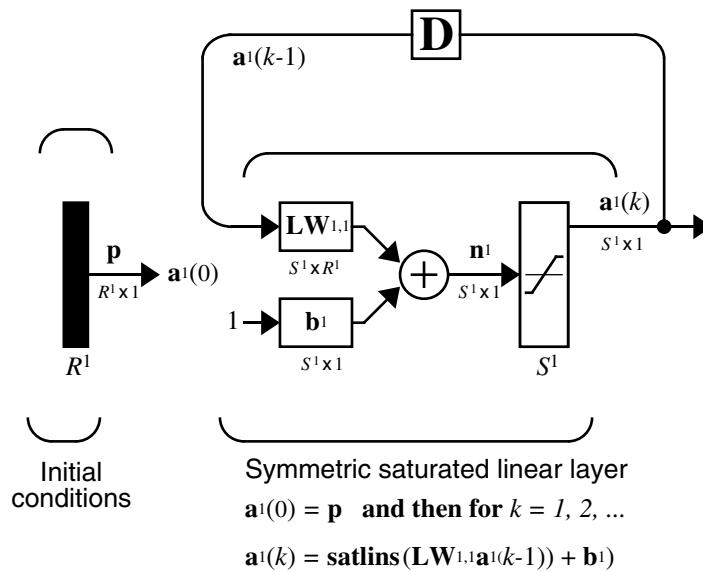 D
a¹(k-1)
a¹(k)
p
LW¹,¹
n¹
S¹ x 1
R¹ x 1
a¹(0)
S¹ x R¹
S¹ x 1
1
b¹
R¹
S¹ x 1
S¹
Initial
conditions
Symmetric saturated linear layer
a¹(0) = p and then for k = 1, 2, ...
a¹(k) = satlins (LW¹,¹a¹(k-1)) + b¹)